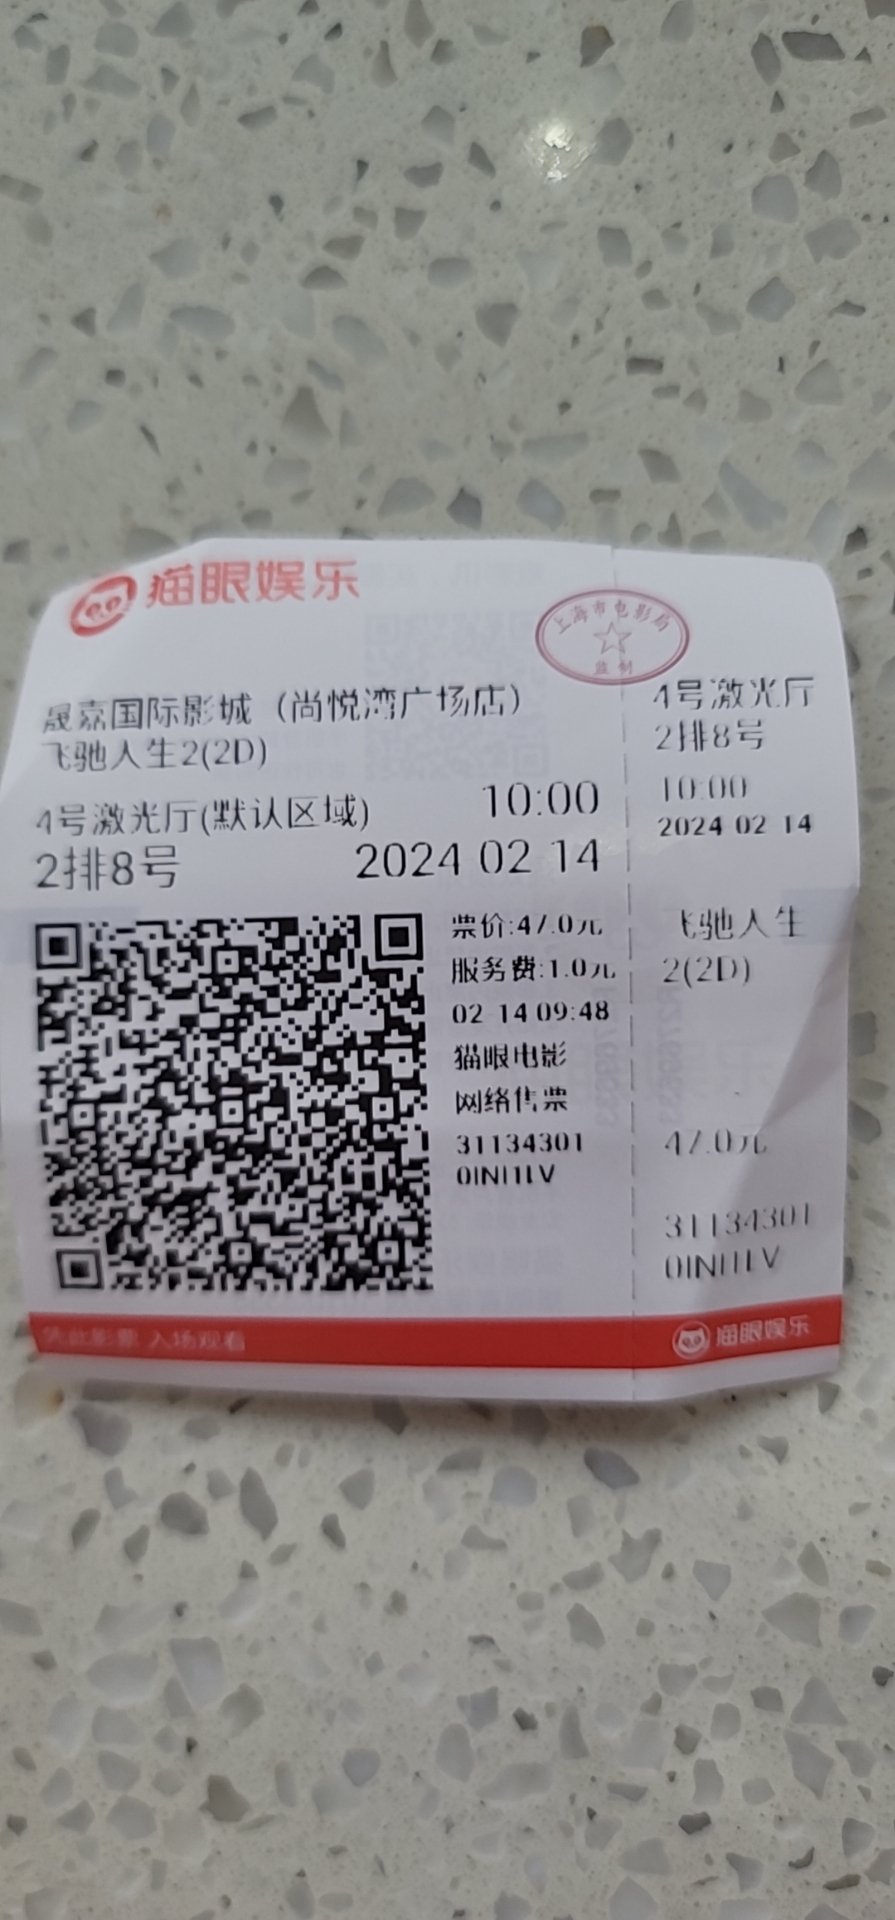 猫眼娱乐
上海市电影局
监制
晟嘉国际影城（尚悦湾广场店）
飞驰人生2(2D)
4号激光厅(默认区域)
10:00
2排8号
2024 02 14
票价:47.0元
服务费:1.0元
02 14 09:48
猫眼电影
网络售票
31134301
4号激光厅
2排8号
10:00
2024 02 14
飞驰人生
2(2D)
47.0元
31134301
凭此影票 入场观看
猫眼娱乐